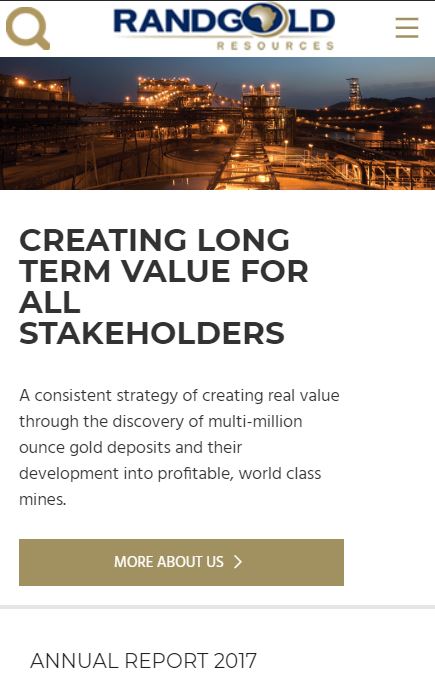 RANDGOLD
RESOURCES
CREATING LONG
TERM VALUE FOR
ALL
STAKEHOLDERS
A consistent strategy of creating real value
through the discovery of multi-million
ounce gold deposits and their
development into profitable, world class
mines.
MORE ABOUT US
ANNUAL REPORT 2017